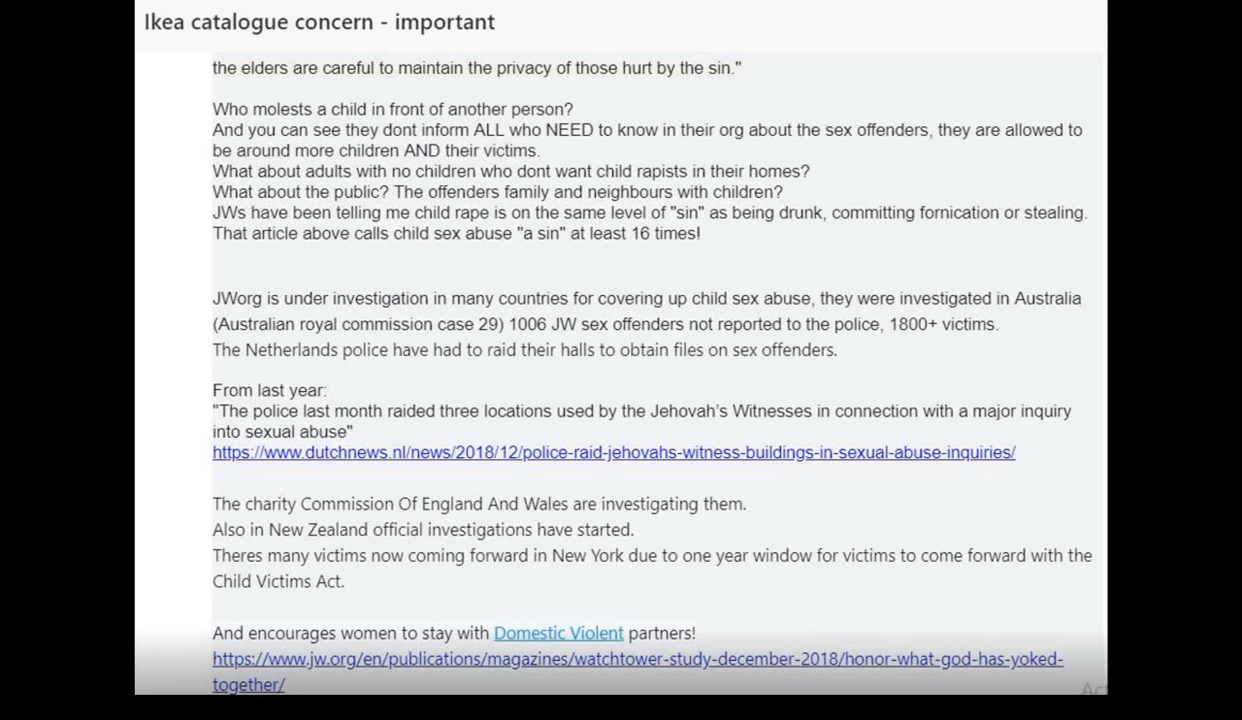 Ikea catalogue concern - important
the elders are careful to maintain the privacy of those hurt by the sin."
Who molests a child in front of another person?
And you can see they dont inform ALL who NEED to know in their org about the sex offenders, they are allowed to
be around more children AND their victims.
What about adults with no children who dont want child rapists in their homes?
What about the public? The offenders family and neighbours with children?
JWs have been telling me child rape is on the same level of "sin" as being drunk, committing fornication or stealing.
That article above calls child sex abuse "a sin" at least 16 times!
JWorg is under investigation in many countries for covering up child sex abuse, they were investigated in Australia
(Australian royal commission case 29) 1006 JW sex offenders not reported to the police, 1800+ victims.
The Netherlands police have had to raid their halls to obtain files on sex offenders.
From last year:
"The police last month raided three locations used by the Jehovah's Witnesses in connection with a major inquiry
into sexual abuse"
https://www.dutchnews.nl/news/2018/12/police-raid-jehovahs-witness-buildings-in-sexual-abuse-inquiries/
The charity Commission Of England And Wales are investigating them.
Also in New Zealand official investigations have started.
Theres many victims now coming forward in New York due to one year window for victims to come forward with the
Child Victims Act.
And encourages women to stay with Domestic Violent partners!
https://www.jw.org/en/publications/magazines/watchtower-study-december-2018/honor-what-god-has-yoked-
together/